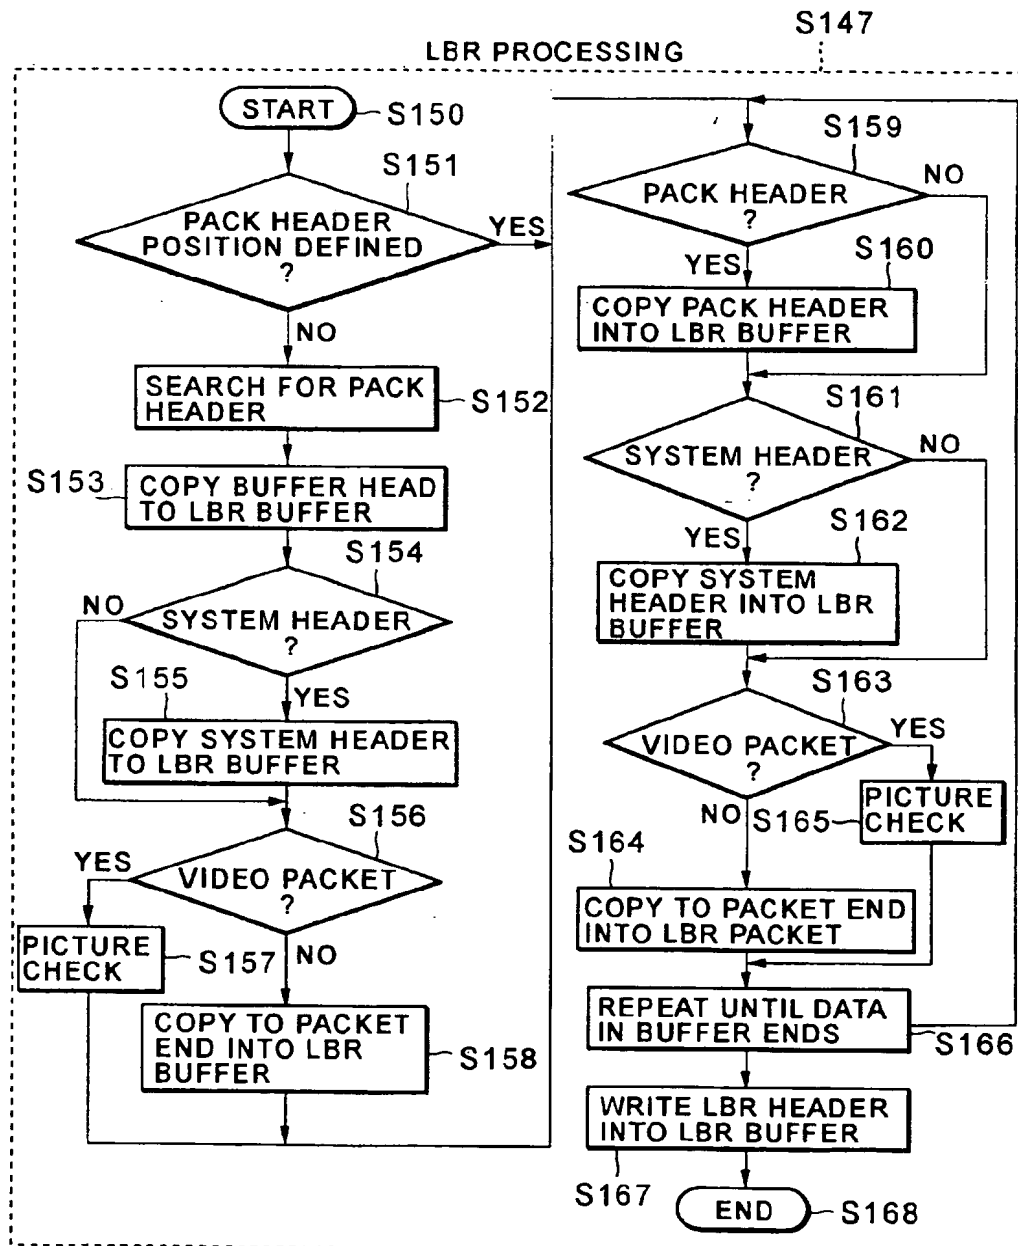 S147
LBR PROCESSING
START
S150
S151
PACK HEADER
POSITION DEFINED
?
YES
NO
SEARCH FOR PACK
HEADER
S152
S153
COPY BUFFER HEAD
TO LBR BUFFER
S154
NO
SYSTEM HEADER
?
S155
YES
COPY SYSTEM HEADER
TO LBR BUFFER
S156
YES
VIDEO PACKET
?
PICTURE
CHECK
S157
NO
COPY TO PACKET
END INTO LBR
BUFFER
S158
S159
NO
PACK HEADER
?
YES
S160
COPY PACK HEADER
INTO LBR BUFFER
S161
NO
SYSTEM HEADER
?
YES
S162
COPY SYSTEM
HEADER INTO LBR
BUFFER
S163
YES
VIDEO PACKET
?
NO
S165
PICTURE
CHECK
S164
COPY TO PACKET END
INTO LBR PACKET
REPEAT UNTIL DATA
IN BUFFER ENDS
S166
WRITE LBR HEADER
INTO LBR BUFFER
S167
END
S168